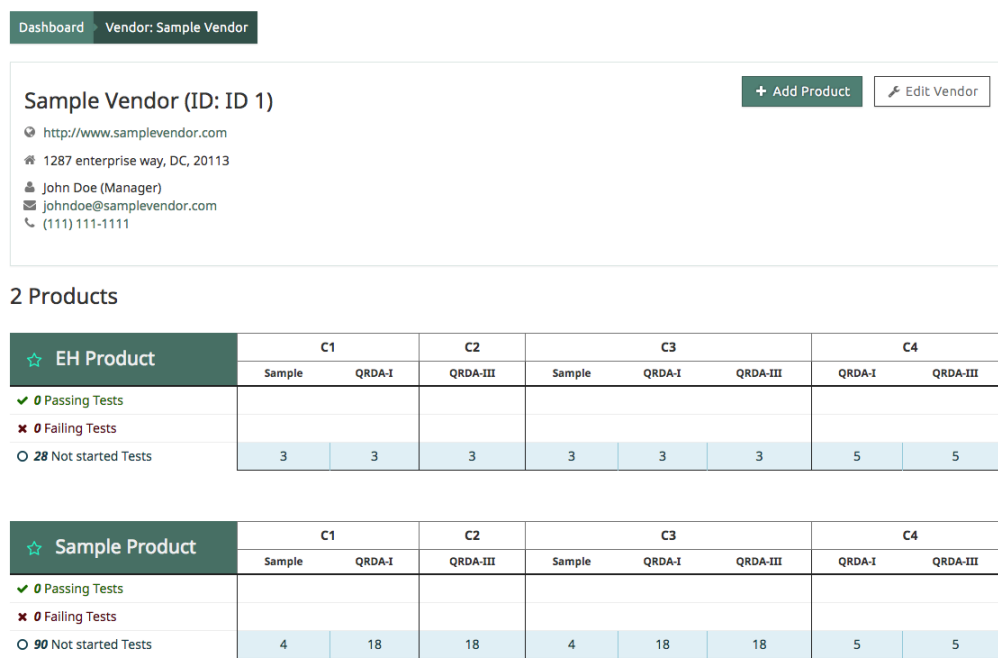 Dashboard Vendor: Sample Vendor
Sample Vendor (ID: ID 1)
+ Add Product Edit Vendor
http://www.samplevendor.com
1287 enterprise way, DC, 20113
John Doe (Manager)
johndoe@samplevendor.com
(111) 111-1111
2 Products
EH Product C1 C2 C3 C4
Sample QRDA-I QRDA-III Sample QRDA-I QRDA-III QRDA-I QRDA-III
0 Passing Tests
0 Failing Tests
28 Not started Tests 3 3 3 3 3 3 5 5
Sample Product C1 C2 C3 C4
Sample QRDA-I QRDA-III Sample QRDA-I QRDA-III QRDA-I QRDA-III
0 Passing Tests
0 Failing Tests
90 Not started Tests 4 18 18 4 18 18 5 5